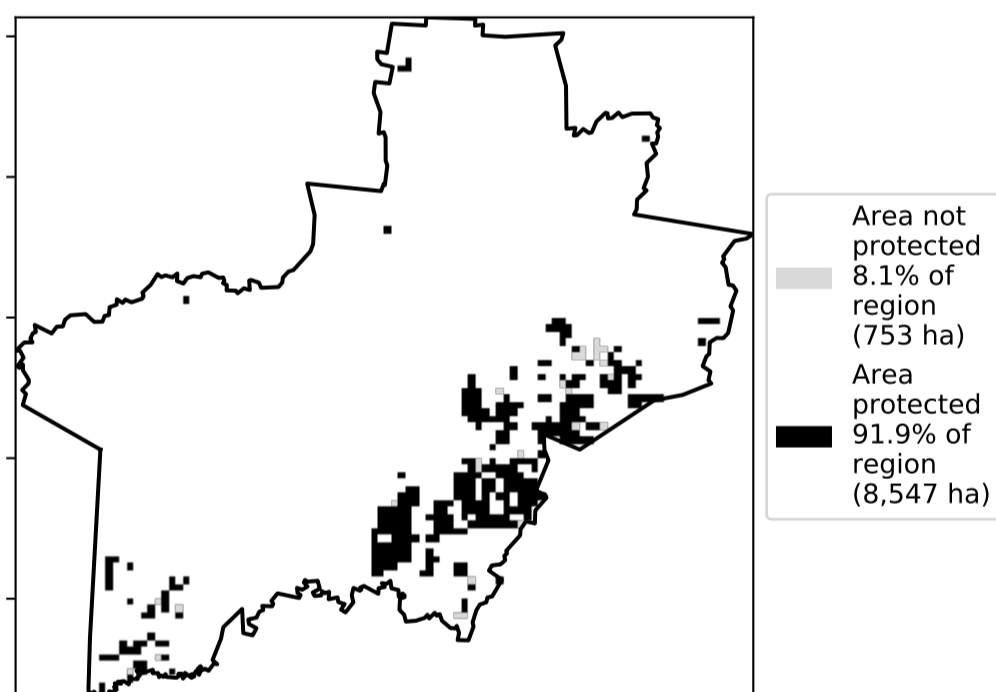 Area not
protected
8.1% of
region
(753 ha)
Area
protected
91.9% of
region
(8,547 ha)